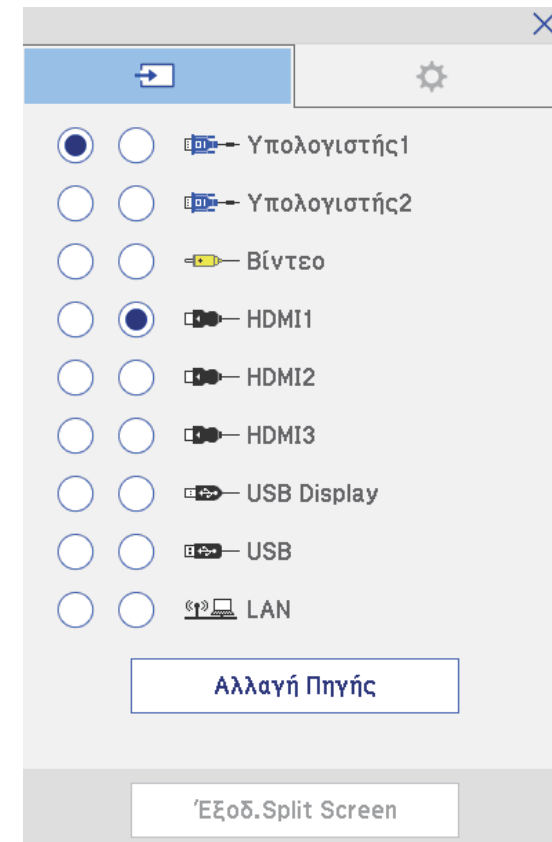 Υπολογιστής1
Υπολογιστής2
Βίντεο
HDMI1
HDMI2
HDMI3
USB Display
USB
LAN
Αλλαγή Πηγής
Έξοδ.Split Screen